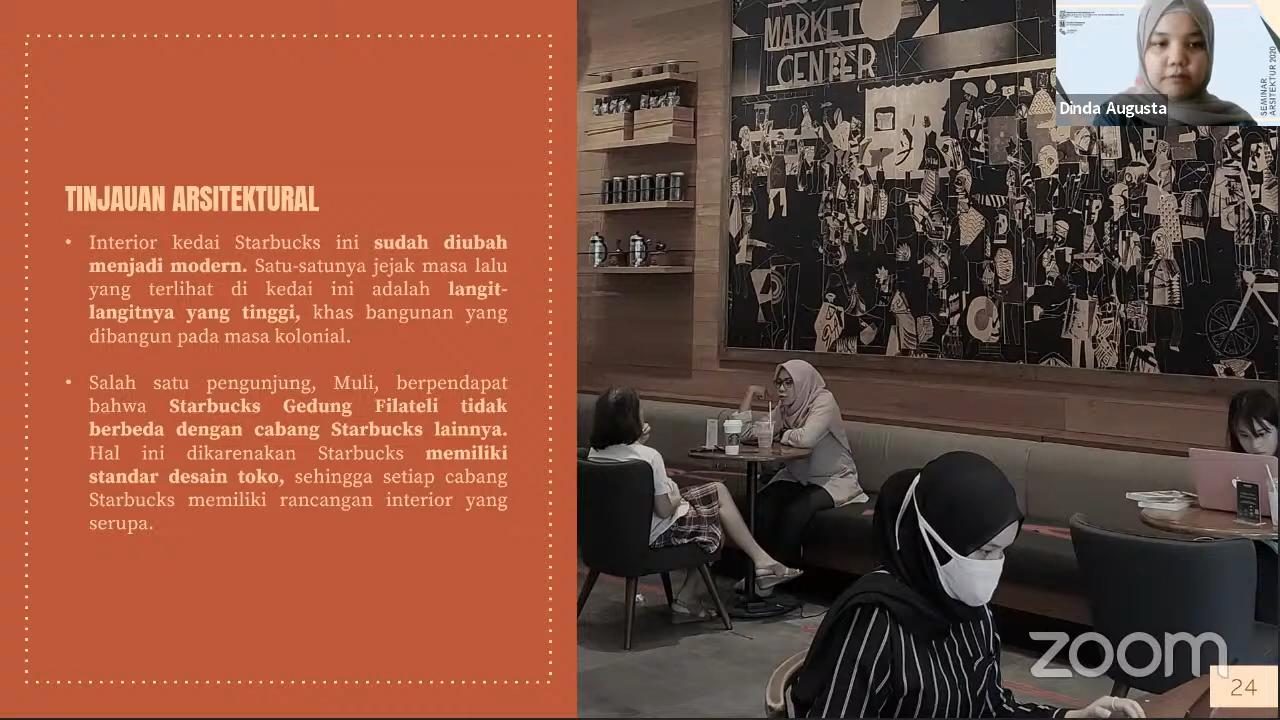 TINJAUAN ARSITEKTURAL
• Interior kedai Starbucks ini sudah diubah
menjadi modern. Satu-satunya jejak masa lalu
yang terlihat di kedai ini adalah langit-
langitnya yang tinggi, khas bangunan yang
dibangun pada masa kolonial.
• Salah satu pengunjung, Muli, berpendapat
bahwa Starbucks Gedung Filateli tidak
berbeda dengan cabang Starbucks lainnya.
Hal ini dikarenakan Starbucks memiliki
standar desain toko, sehingga setiap cabang
Starbucks memiliki rancangan interior yang
serupa.
MARKET
CENTER
Dinda Augusta
SEMINAR
ARSITEKTUR 2020
zoom
24